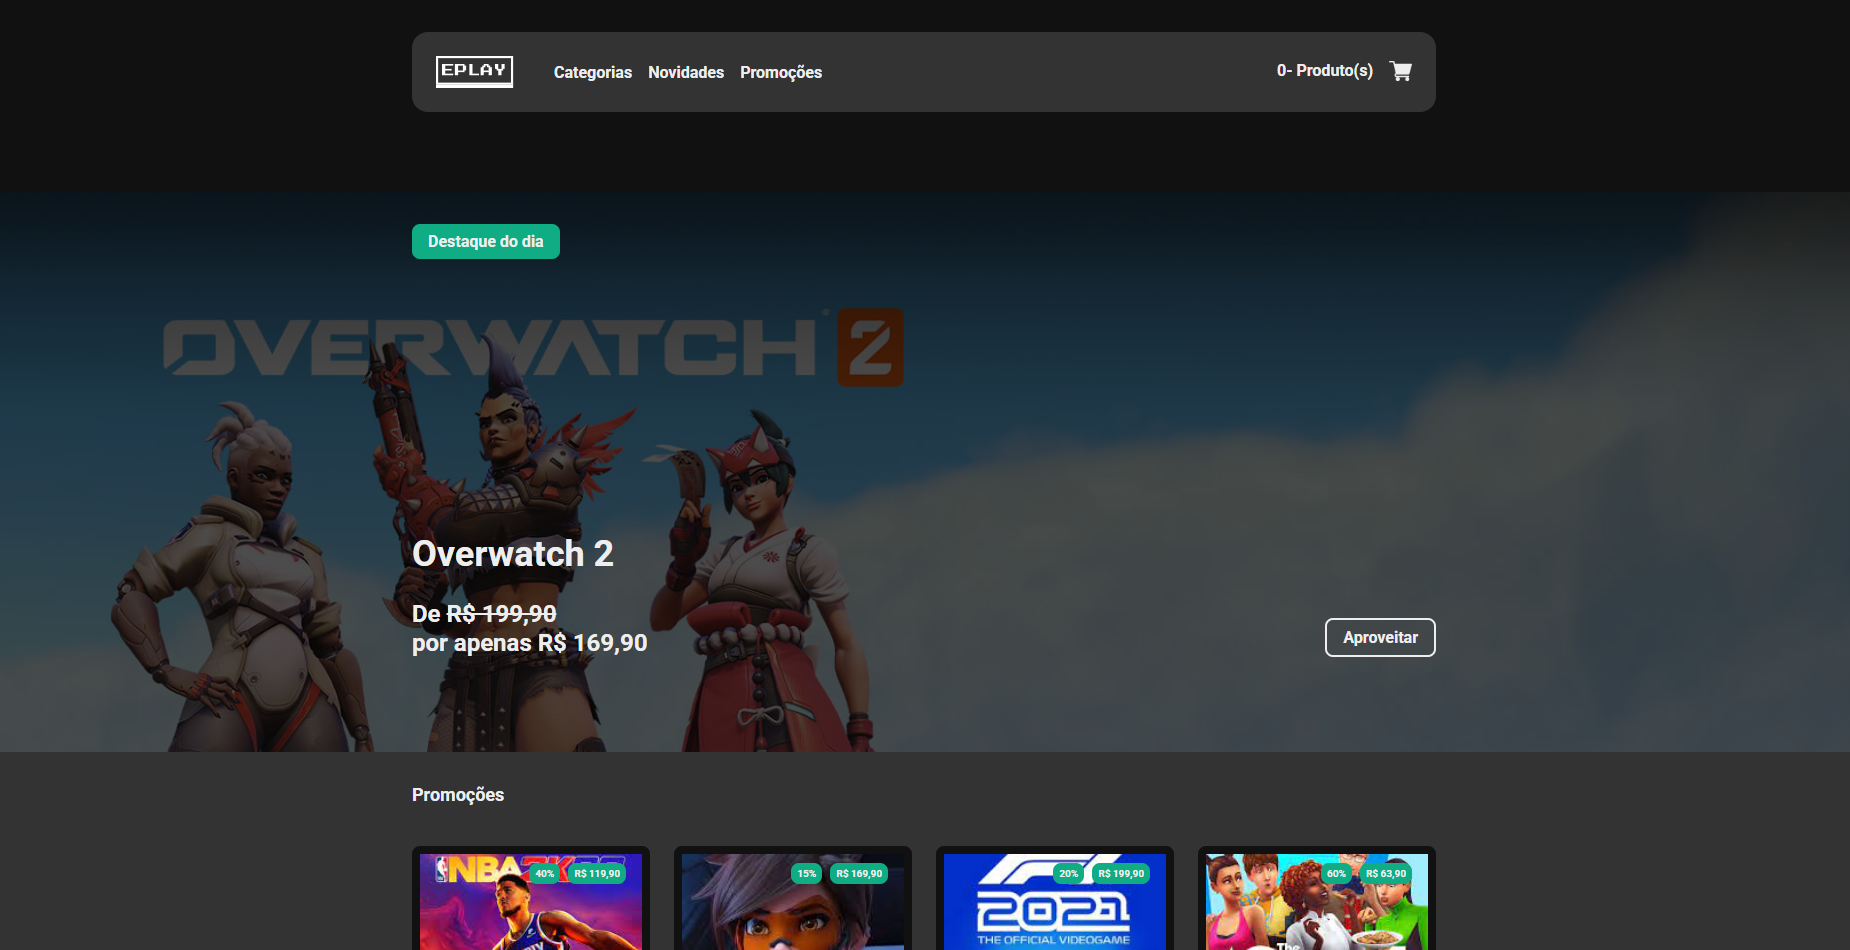 EPLAY
Categorias Novidades Promoções
0- Produto(s)
Destaque do dia
OVERWATCH 2
Overwatch 2
De R$ 199,90
por apenas R$ 169,90
Aproveitar
Promoções
NBA 2K
40% R$ 119,90
15% R$ 169,90
20% R$ 199,90
2021
THE OFFICIAL VIDEOGAME
60% R$ 63,90
The